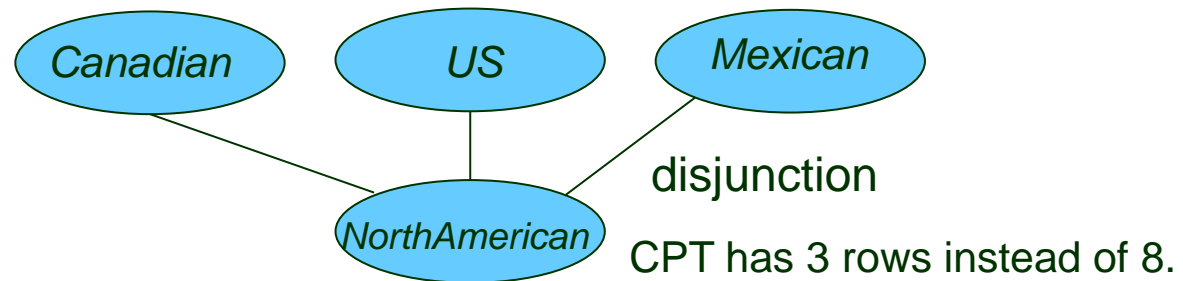 Canadian
US
Mexican
disjunction
NorthAmerican
CPT has 3 rows instead of 8.